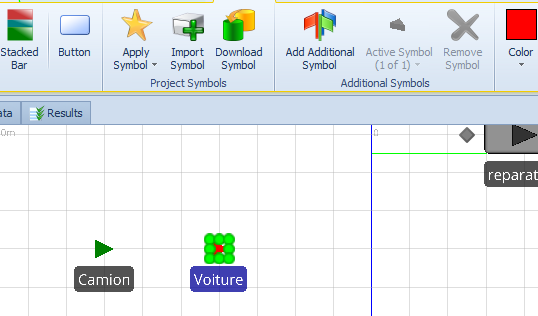 Stacked
Bar
Button
Apply
Symbol
Import
Symbol
Download
Symbol
Project Symbols
Add Additional
Symbol
Active Symbol
(1 of 1)
Remove
Symbol
Additional Symbols
Color
ata
Results
0m
0
reparat
Camion
Voiture